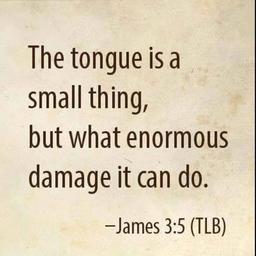 The tongue is a
small thing,
but what enormous
damage it can do.
–James 3:5 (TLB)